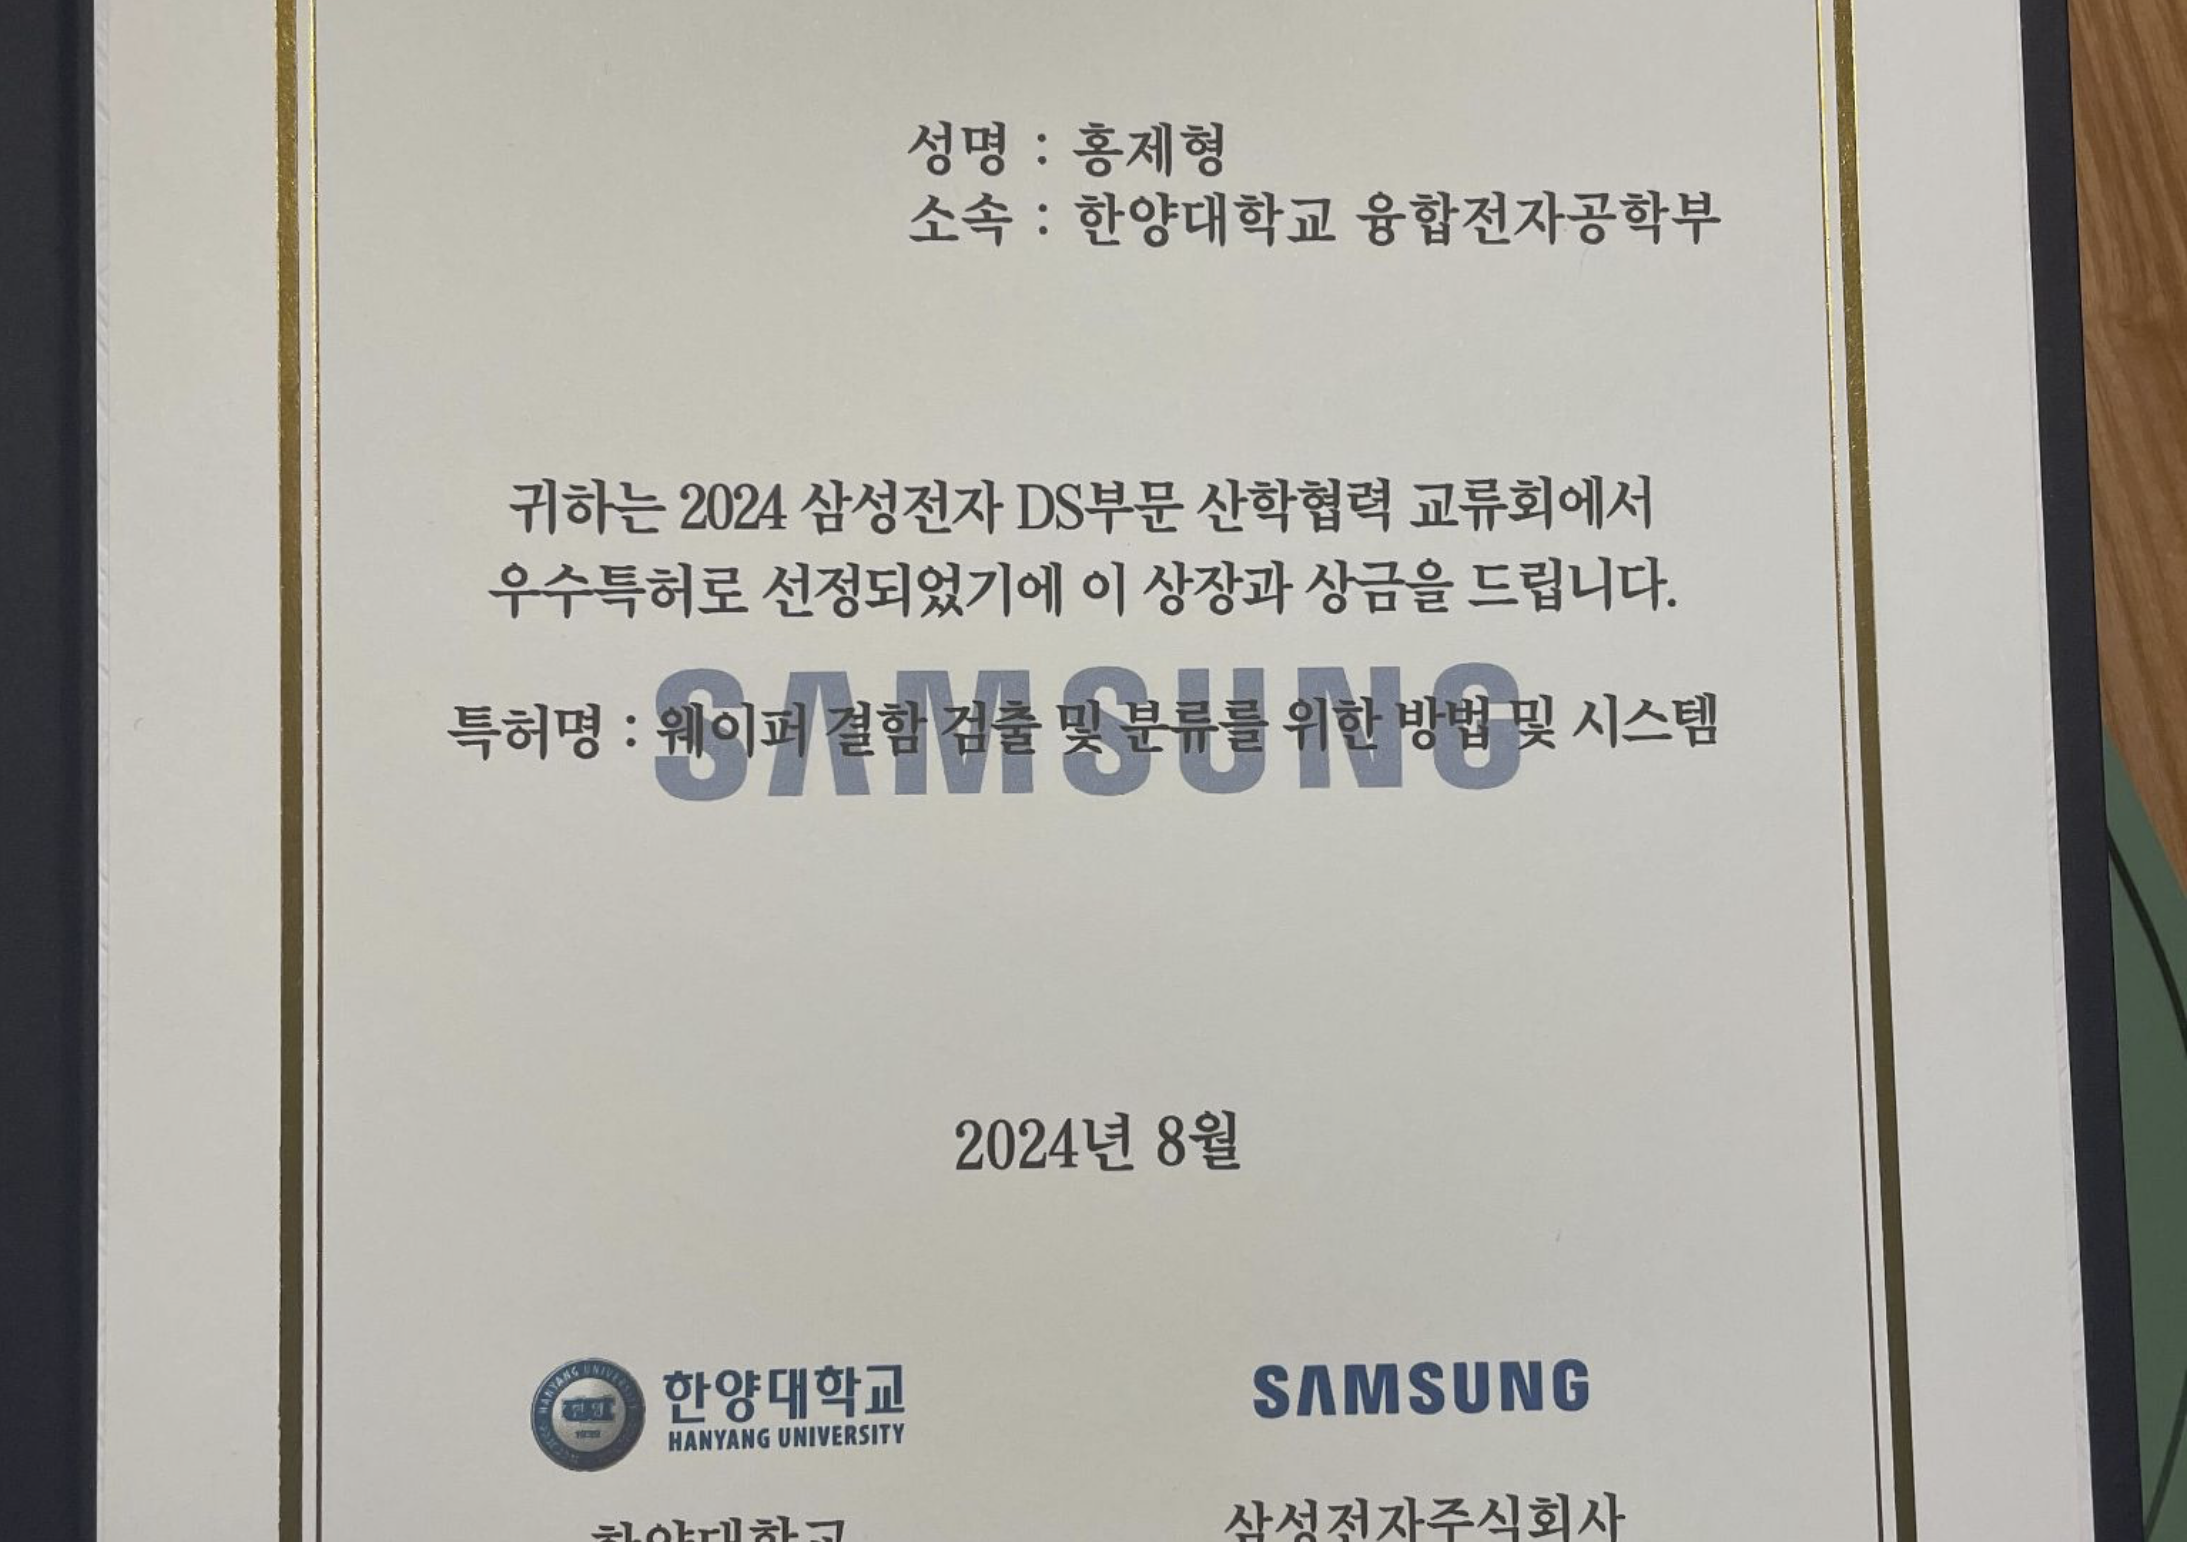 성명 : 홍제형
소속 : 한양대학교 융합전자공학부
귀하는 2024 삼성전자 DS부문 산학협력 교류회에서
우수특허로 선정되었기에 이 상장과 상금을 드립니다.
SAMSUNG
특허명 : 웨이퍼 결함 검출 및 분류를 위한 방법 및 시스템
2024년 8월
HANYANG UNIVERSITY
한양
1939
한양대학교
HANYANG UNIVERSITY
SAMSUNG
한양대학교
삼성전자주식회사